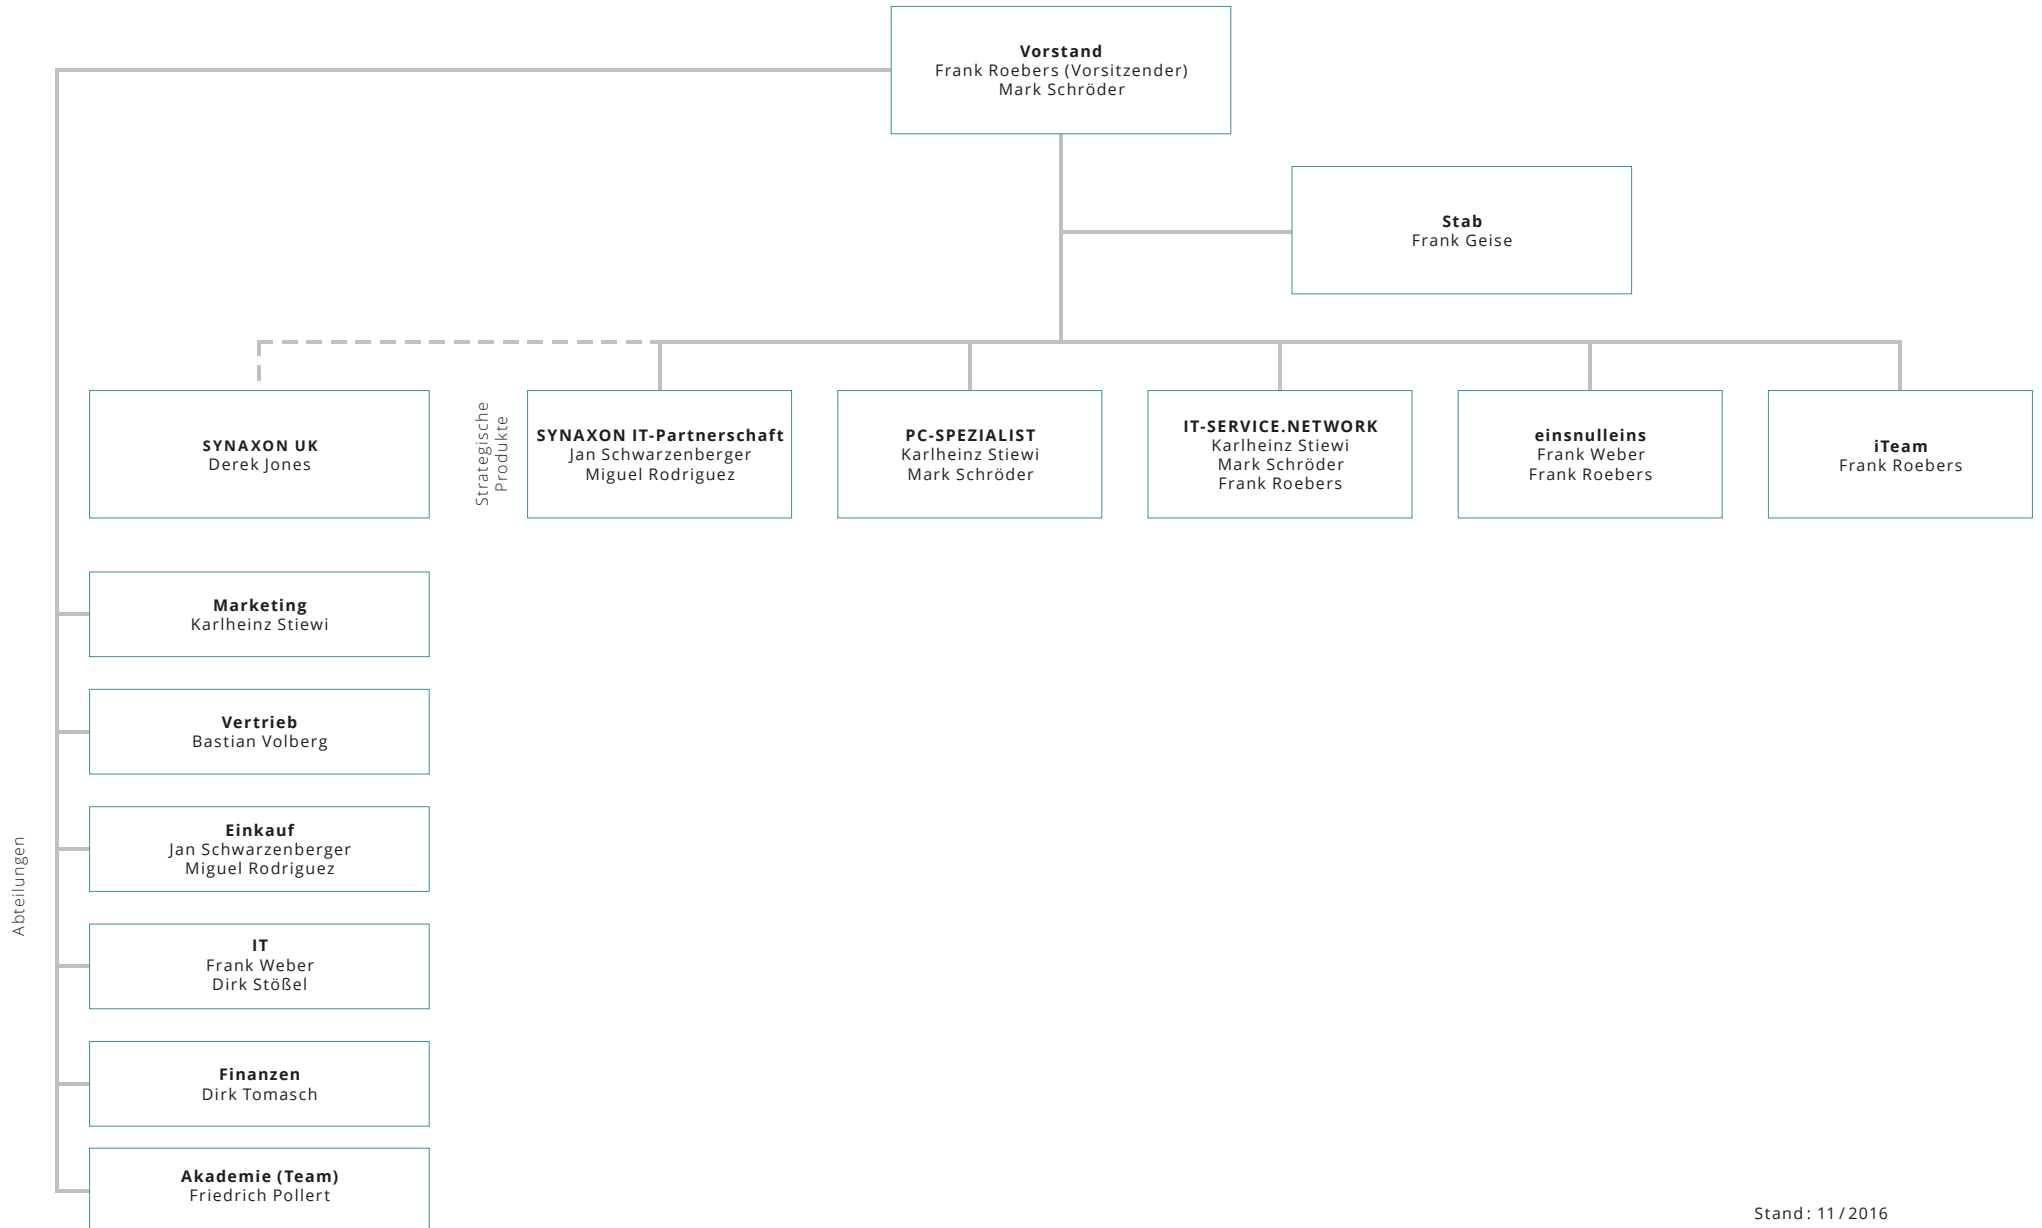 Vorstand
Frank Roebers (Vorsitzender)
Mark Schröder
Stab
Frank Geise
SYNAXON UK
Derek Jones
Strategische
Produkte
SYNAXON IT-Partnerschaft
Jan Schwarzenberger
Miguel Rodriguez
PC-SPEZIALIST
Karlheinz Stiewi
Mark Schröder
IT-SERVICE.NETWORK
Karlheinz Stiewi
Mark Schröder
Frank Roebers
einsnulleins
Frank Weber
Frank Roebers
iTeam
Frank Roebers
Abteilungen
Marketing
Karlheinz Stiewi
Vertrieb
Bastian Volberg
Einkauf
Jan Schwarzenberger
Miguel Rodriguez
IT
Frank Weber
Dirk Stößel
Finanzen
Dirk Tomasch
Akademie (Team)
Friedrich Pollert
Stand: 11/2016